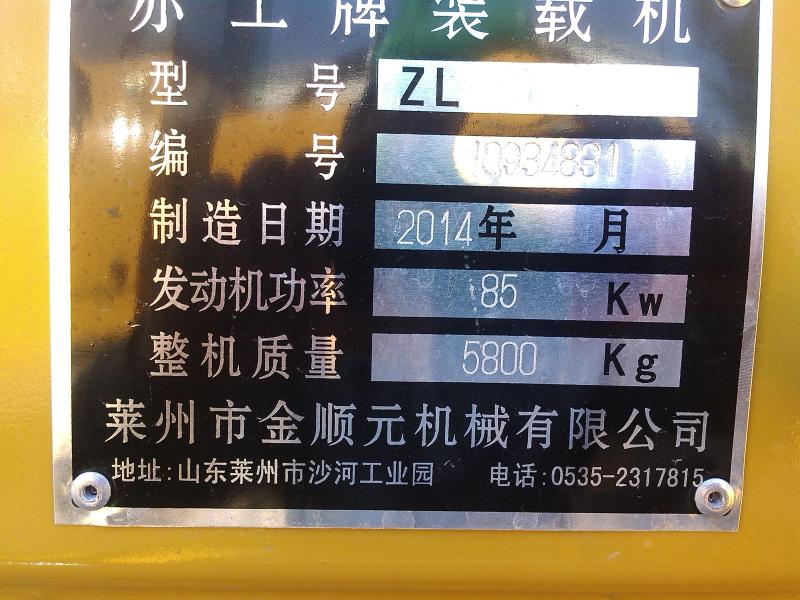 工牌装载机
型 号 ZL
编 号 10934831
制造日期 2014年 月
发动机功率 85 Kw
整机质量 5800 Kg
莱州市金顺元机械有限公司
地址:山东莱州市沙河工业园 电话:0535-2317815